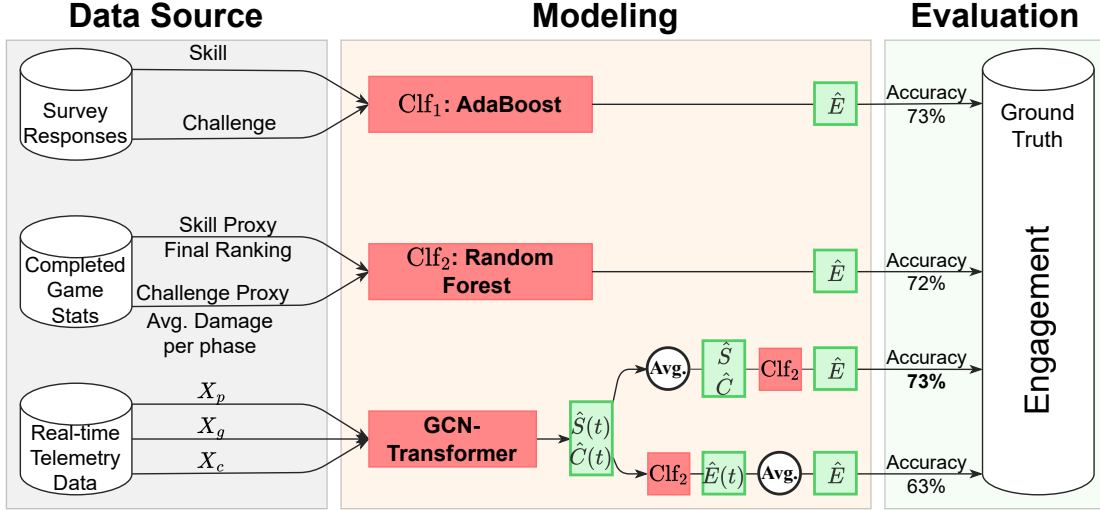 Data Source
Modeling
Evaluation
Survey
Responses
Skill
Challenge
Clf₁: AdaBoost
Ê
Accuracy
73%
Ground
Truth
Engagement
Completed
Game
Stats
Skill Proxy
Final Ranking
Challenge Proxy
Avg. Damage
per phase
Clf₂: Random
Forest
Ê
Accuracy
72%
Real-time
Telemetry
Data
Xₚ
X_g
X_c
GCN-
Transformer
Ŝ(t)
Ĉ(t)
Avg.
Ŝ
Ĉ
Clf₂
Ê
Accuracy
73%
Clf₂
Ê(t)
Avg.
Ê
Accuracy
63%